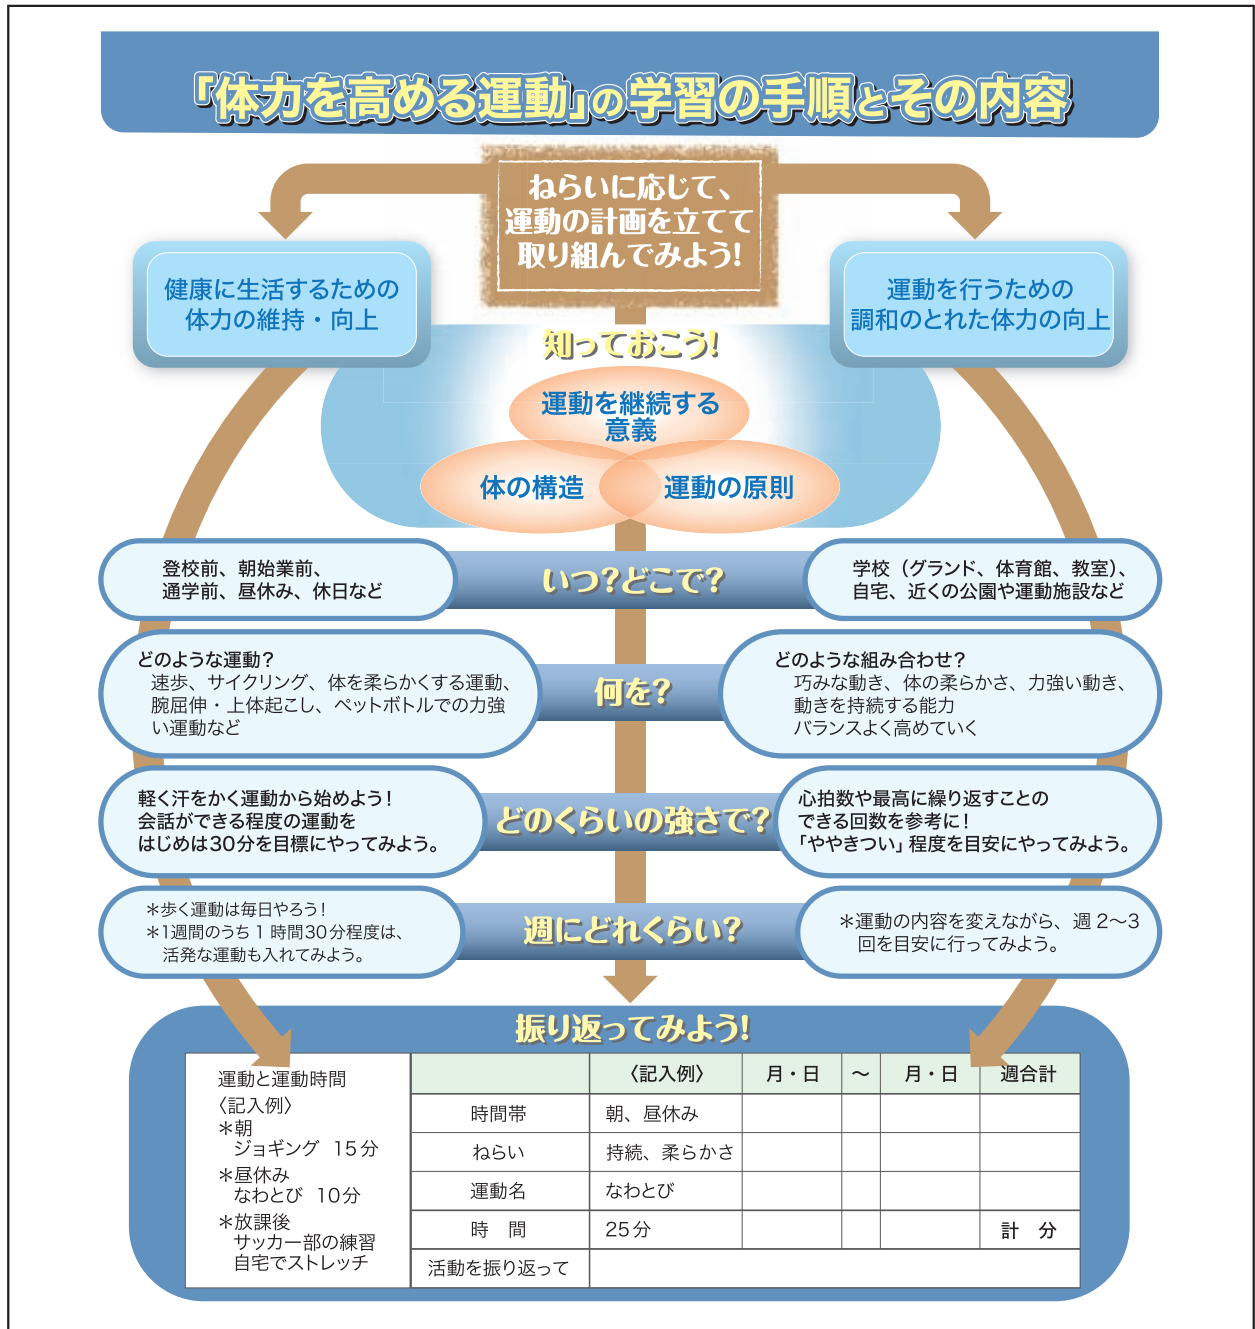 「体力を高める運動」の学習の手順とその内容
ねらいに応じて、
運動の計画を立てて
取り組んでみよう!
健康に生活するための
体力の維持・向上
運動を行うための
調和のとれた体力の向上
知っておこう!
運動を継続する
意義
体の構造
運動の原則
登校前、朝始業前、
通学前、昼休み、休日など
いつ?どこで?
学校（グランド、体育館、教室）、
自宅、近くの公園や運動施設など
どのような運動?
速歩、サイクリング、体を柔らかくする運動、
腕屈伸・上体起こし、ペットボトルでの力強
い運動など
何を?
どのような組み合わせ?
巧みな動き、体の柔らかさ、力強い動き、
動きを持続する能力
バランスよく高めていく
軽く汗をかく運動から始めよう!
会話ができる程度の運動を
はじめは30分を目標にやってみよう。
どのくらいの強さで?
心拍数や最高に繰り返すことの
できる回数を参考に!
「ややきつい」程度を目安にやってみよう。
＊歩く運動は毎日やろう!
＊1週間のうち1時間30分程度は、
活発な運動も入れてみよう。
週にどれくらい?
＊運動の内容を変えながら、週2〜3
回を目安に行ってみよう。
振り返ってみよう!
運動と運動時間
〈記入例〉
＊朝
ジョギング 15分
＊昼休み
なわとび 10分
＊放課後
サッカー部の練習
自宅でストレッチ
〈記入例〉 月・日 〜 月・日 週合計
時間帯 朝、昼休み
ねらい 持続、柔らかさ
運動名 なわとび
時　間 25分 計　分
活動を振り返って